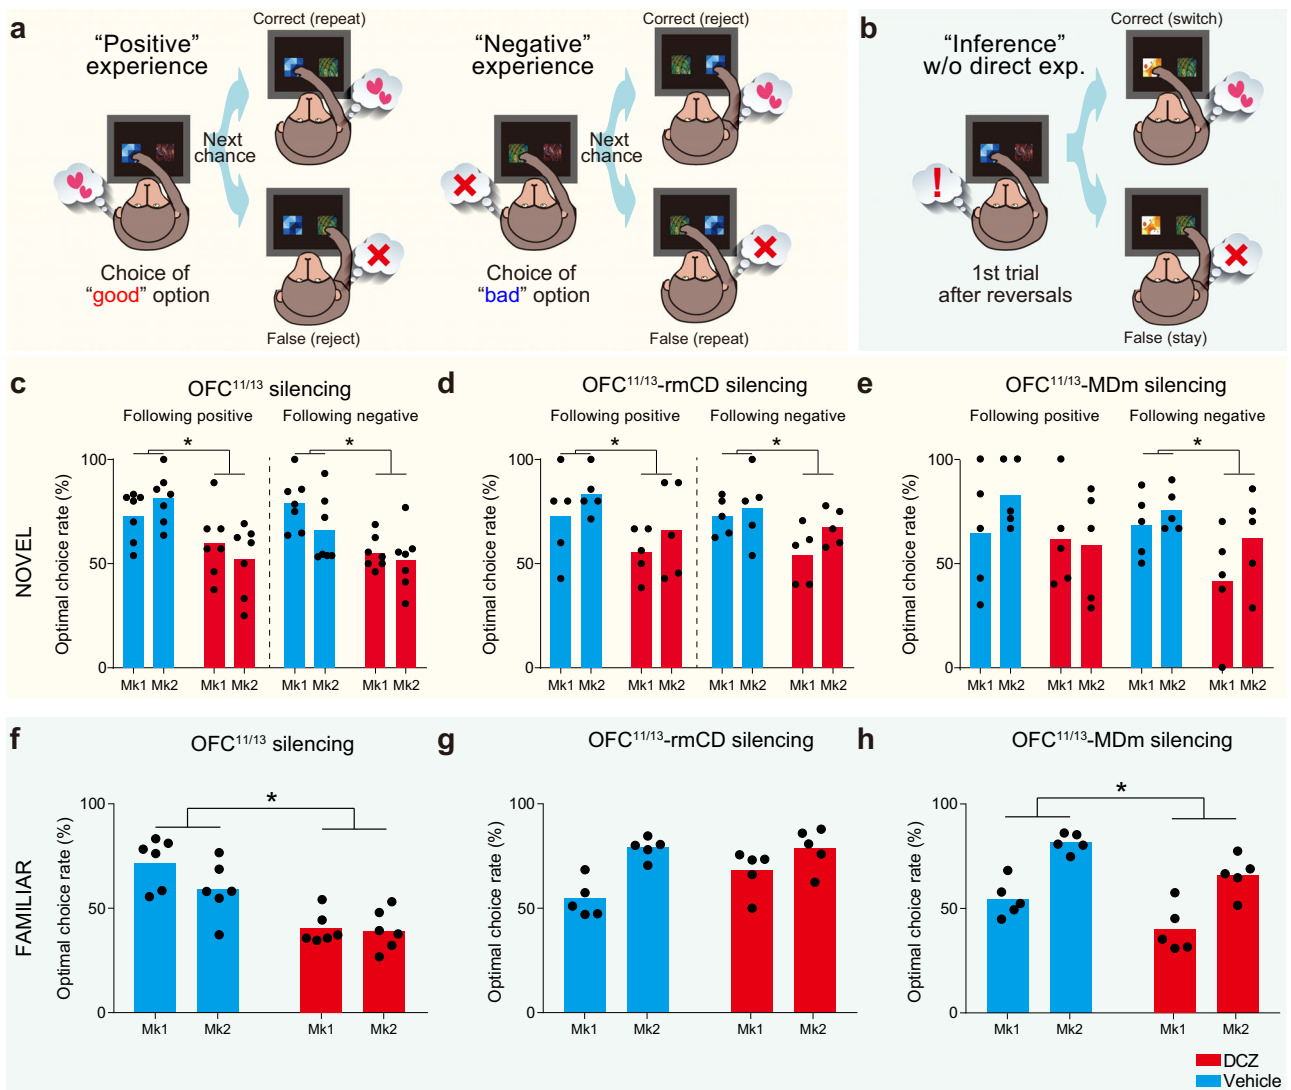 a
Correct (repeat)
“Positive”
experience
Next
chance
Choice of
“good” option
False (reject)
“Negative”
experience
Correct (reject)
Next
chance
Choice of
“bad” option
False (repeat)
b
“Inference”
w/o direct exp.
Correct (switch)
!
1st trial
after reversals
False (stay)
NOVEL
c
OFC11/13 silencing
Following positive
Following negative
*
*
Optimal choice rate (%)
100
50
0
Mk1 Mk2 Mk1 Mk2 Mk1 Mk2 Mk1 Mk2
d
OFC11/13-rmCD silencing
Following positive
Following negative
*
*
Optimal choice rate (%)
100
50
0
Mk1 Mk2 Mk1 Mk2 Mk1 Mk2 Mk1 Mk2
e
OFC11/13-MDm silencing
Following positive
Following negative
*
Optimal choice rate (%)
100
50
0
Mk1 Mk2 Mk1 Mk2 Mk1 Mk2 Mk1 Mk2
FAMILIAR
f
OFC11/13 silencing
*
Optimal choice rate (%)
100
50
0
Mk1 Mk2 Mk1 Mk2
g
OFC11/13-rmCD silencing
Optimal choice rate (%)
100
50
0
Mk1 Mk2 Mk1 Mk2
h
OFC11/13-MDm silencing
*
Optimal choice rate (%)
100
50
0
Mk1 Mk2 Mk1 Mk2
DCZ
Vehicle